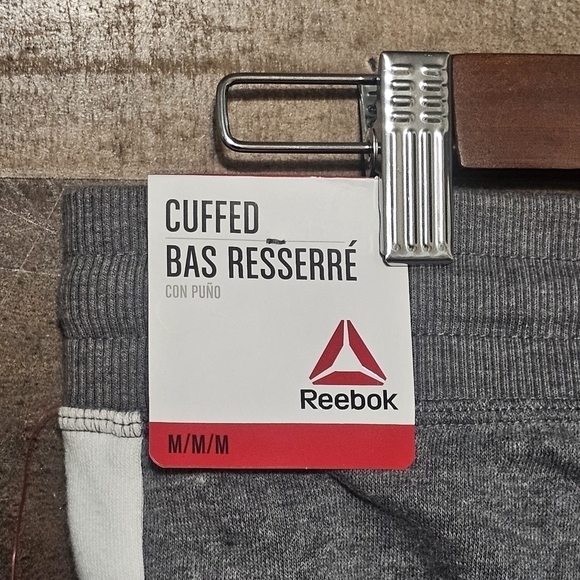 CUFFED
BAS RESSERRÉ
CON PUÑO
Reebok
M/M/M